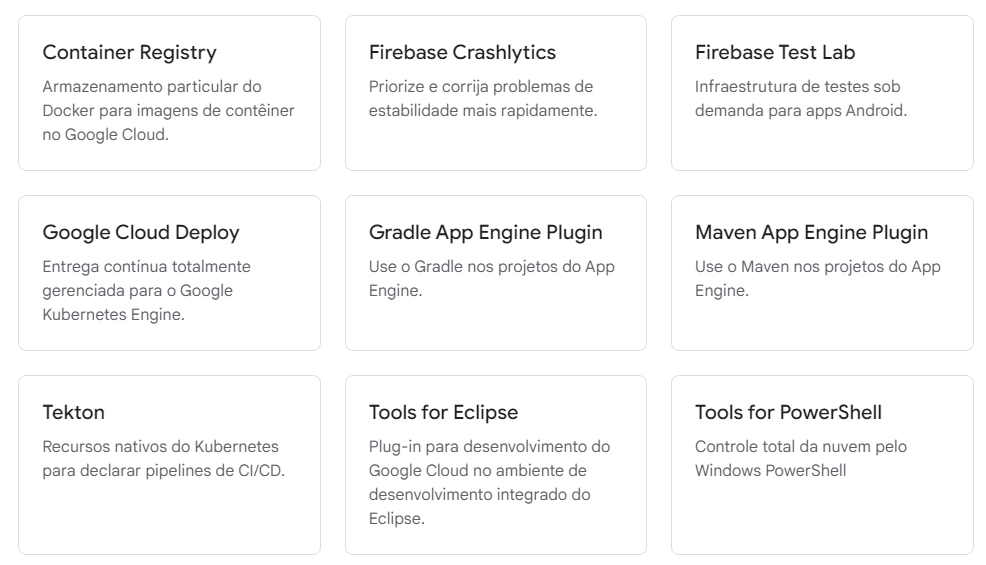 Container Registry
Armazenamento particular do
Docker para imagens de contêiner
no Google Cloud.
Firebase Crashlytics
Priorize e corrija problemas de
estabilidade mais rapidamente.
Firebase Test Lab
Infraestrutura de testes sob
demanda para apps Android.
Google Cloud Deploy
Entrega contínua totalmente
gerenciada para o Google
Kubernetes Engine.
Gradle App Engine Plugin
Use o Gradle nos projetos do App
Engine.
Maven App Engine Plugin
Use o Maven nos projetos do App
Engine.
Tekton
Recursos nativos do Kubernetes
para declarar pipelines de CI/CD.
Tools for Eclipse
Plug-in para desenvolvimento do
Google Cloud no ambiente de
desenvolvimento integrado do
Eclipse.
Tools for PowerShell
Controle total da nuvem pelo
Windows PowerShell